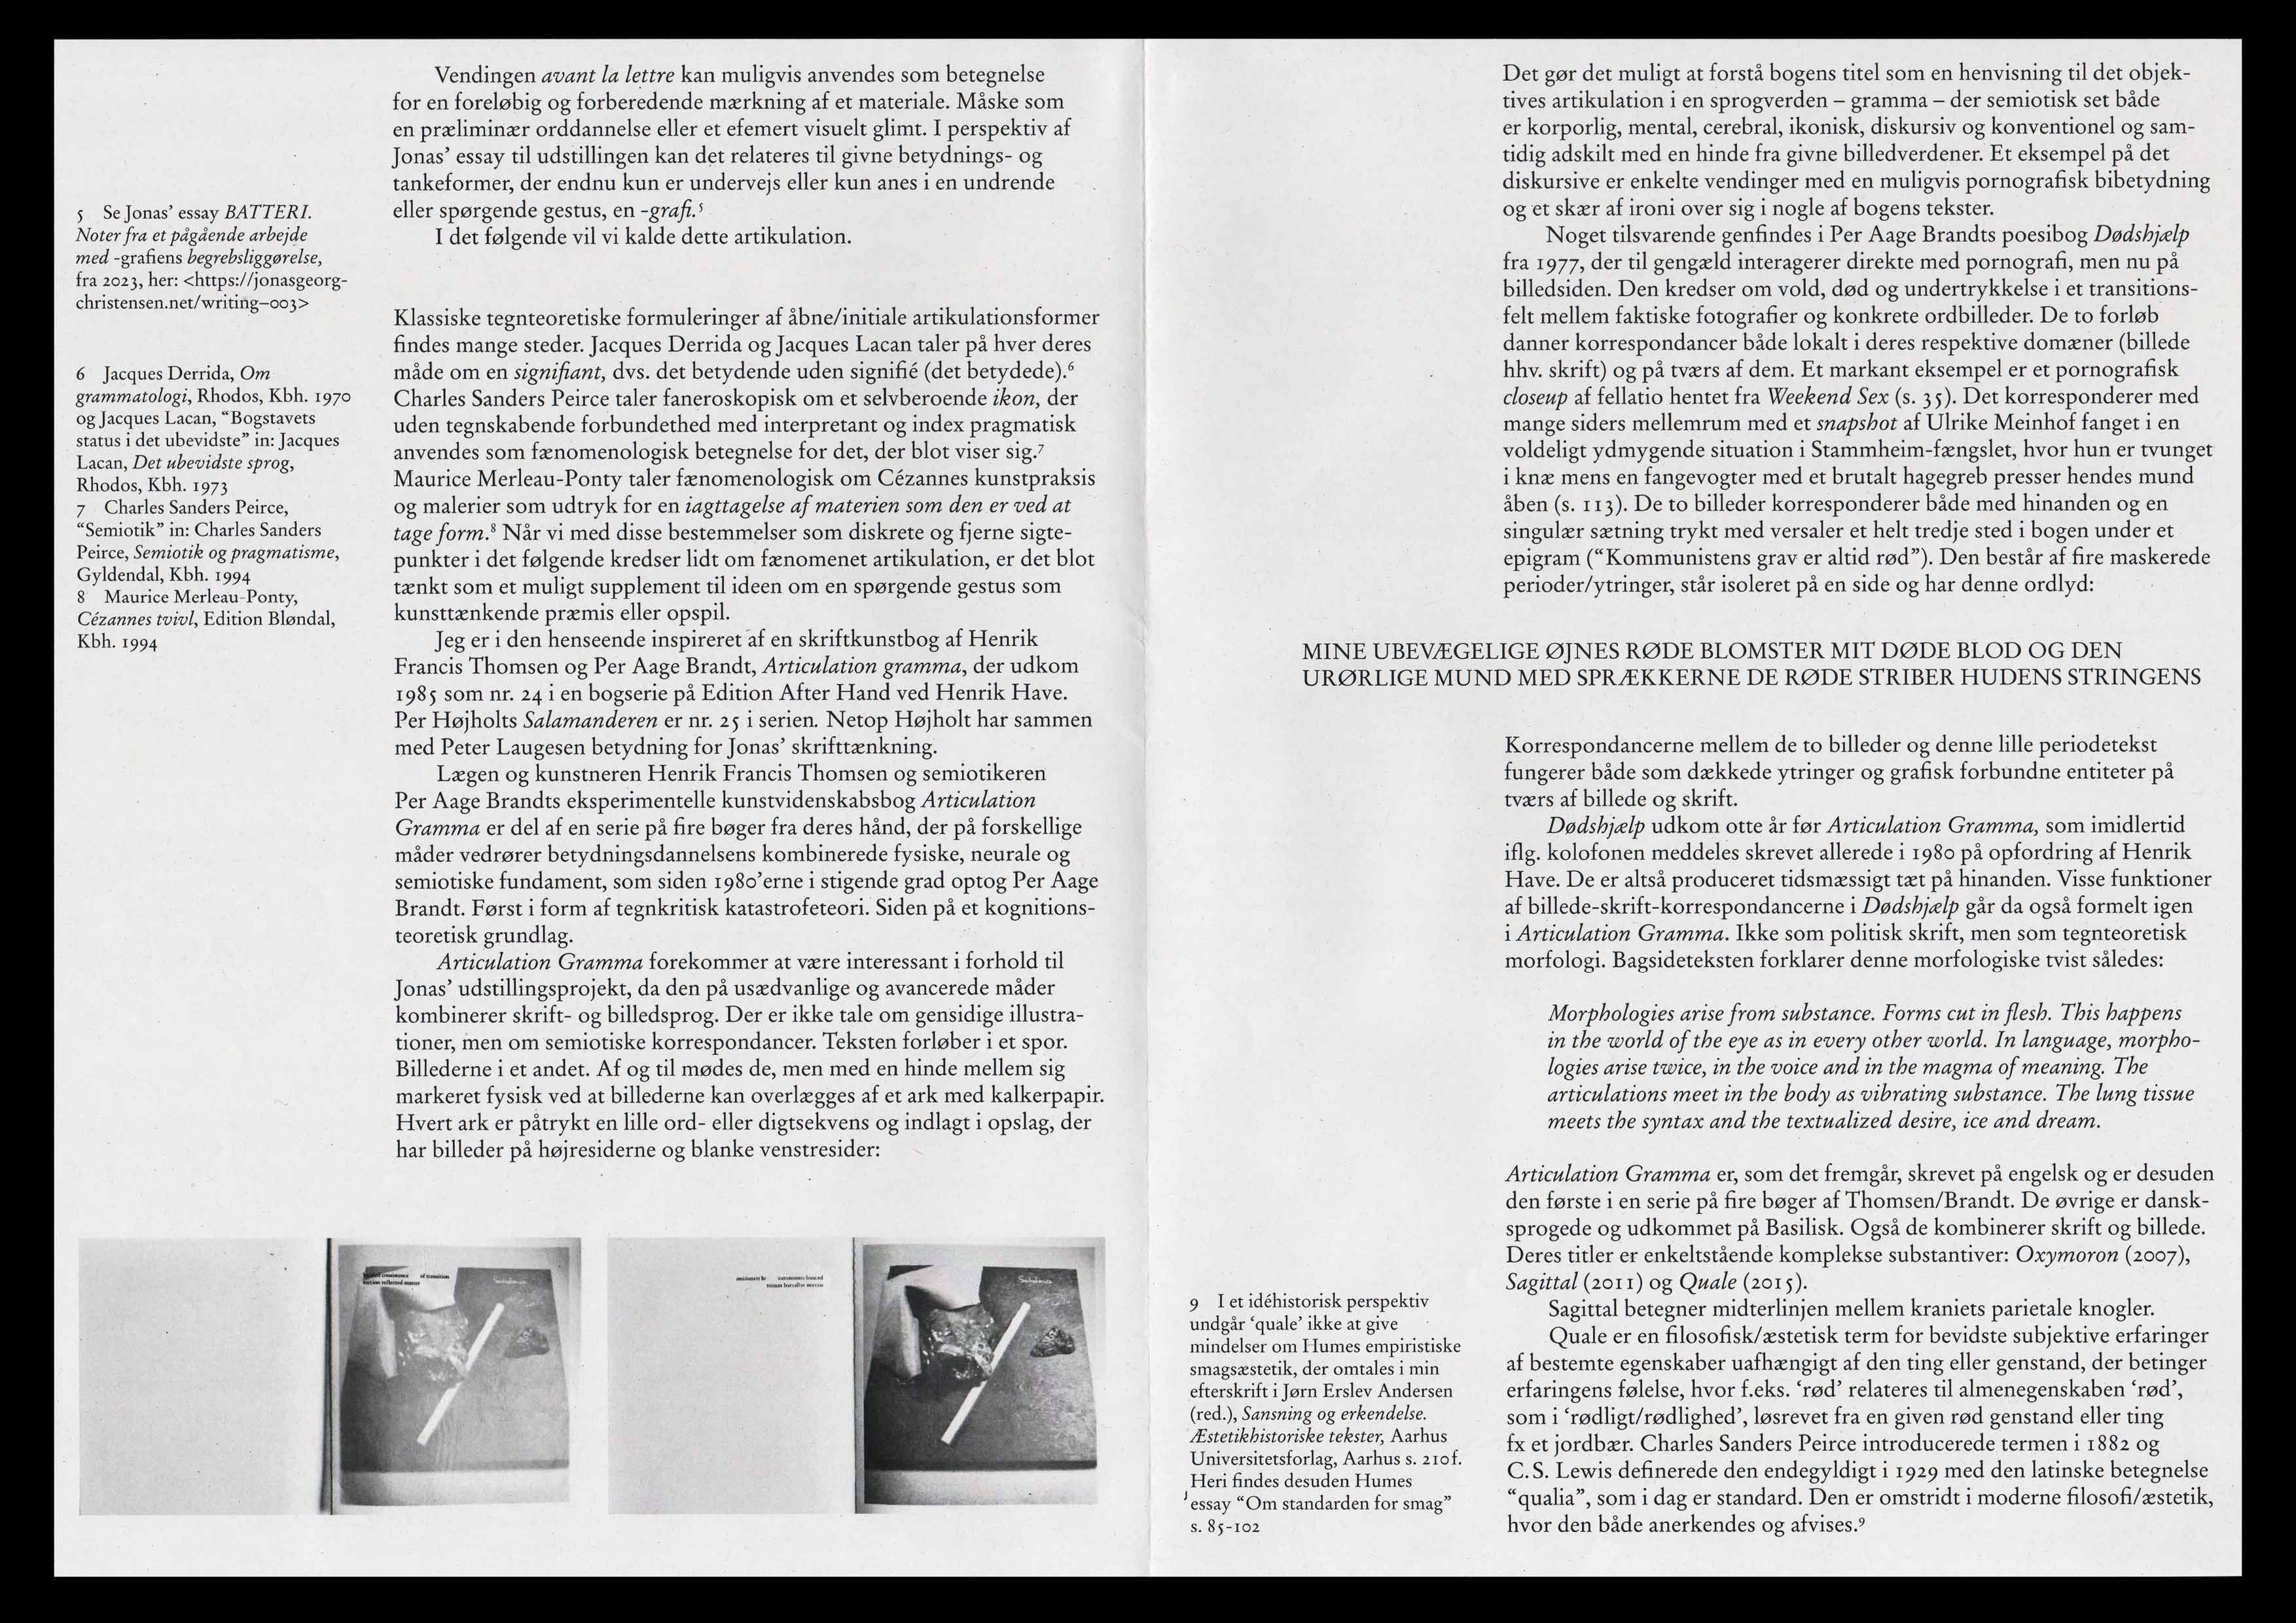 Vendingen avant la lettre kan muligvis anvendes som betegnelse
for en foreløbig og forberedende mærkning af et materiale. Måske som
en præliminær orddannelse eller et efemert visuelt glimt. I perspektiv af
Jonas’ essay til udstillingen kan det relateres til givne betydnings- og
tankeformer, der endnu kun er undervejs eller kun anes i en undrende
eller spørgende gestus, en -grafi.⁵
I det følgende vil vi kalde dette artikulation.
5 Se Jonas’ essay BATTERI.
Noter fra et pågående arbejde
med -grafiens begrebsliggørelse,
fra 2023, her: <https://jonasgeorg-
christensen.net/writing–003>
Klassiske tegnteoretiske formuleringer af åbne/initiale artikulationsformer
findes mange steder. Jacques Derrida og Jacques Lacan taler på hver deres
måde om en signifiant, dvs. det betydende uden signifié (det betydede).⁶
Charles Sanders Peirce taler faneroskopisk om et selvberoende ikon, der
uden tegnskabende forbundethed med interpretant og index pragmatisk
anvendes som fænomenologisk betegnelse for det, der blot viser sig.⁷
Maurice Merleau-Ponty taler fænomenologisk om Cézannes kunstpraksis
og malerier som udtryk for en iagttagelse af materien som den er ved at
tage form.⁸ Når vi med disse bestemmelser som diskrete og fjerne sigte-
punkter i det følgende kredser lidt om fænomenet artikulation, er det blot
tænkt som et muligt supplement til ideen om en spørgende gestus som
kunsttænkende præmis eller opspil.
Jeg er i den henseende inspireret af en skriftkunstbog af Henrik
Francis Thomsen og Per Aage Brandt, Articulation gramma, der udkom
1985 som nr. 24 i en bogserie på Edition After Hand ved Henrik Have.
Per Højholts Salamanderen er nr. 25 i serien. Netop Højholt har sammen
med Peter Laugesen betydning for Jonas’ skrifttænkning.
Lægen og kunstneren Henrik Francis Thomsen og semiotikeren
Per Aage Brandts eksperimentelle kunstvidenskabsbog Articulation
Gramma er del af en serie på fire bøger fra deres hånd, der på forskellige
måder vedrører betydningsdannelsens kombinerede fysiske, neurale og
semiotiske fundament, som siden 1980’erne i stigende grad optog Per Aage
Brandt. Først i form af tegnkritisk katastrofeteori. Siden på et kognitions-
teoretisk grundlag.
Articulation Gramma forekommer at være interessant i forhold til
Jonas’ udstillingsprojekt, da den på usædvanlige og avancerede måder
kombinerer skrift- og billedsprog. Der er ikke tale om gensidige illustra-
tioner, men om semiotiske korrespondancer. Teksten forløber i et spor.
Billederne i et andet. Af og til mødes de, men med en hinde mellem sig
markeret fysisk ved at billederne kan overlægges af et ark med kalkerpapir.
Hvert ark er påtrykt en lille ord- eller digtsekvens og indlagt i opslag, der
har billeder på højresiderne og blanke venstresider:
6 Jacques Derrida, Om
grammatologi, Rhodos, Kbh. 1970
og Jacques Lacan, “Bogstavets
status i det ubevidste” in: Jacques
Lacan, Det ubevidste sprog,
Rhodos, Kbh. 1973
7 Charles Sanders Peirce,
“Semiotik” in: Charles Sanders
Peirce, Semiotik og pragmatisme,
Gyldendal, Kbh. 1994
8 Maurice Merleau-Ponty,
Cézannes tvivl, Edition Bløndal,
Kbh. 1994
of transition
reflected matter
Det gør det muligt at forstå bogens titel som en henvisning til det objek-
tives artikulation i en sprogverden – gramma – der semiotisk set både
er korporlig, mental, cerebral, ikonisk, diskursiv og konventionel og sam-
tidig adskilt med en hinde fra givne billedverdener. Et eksempel på det
diskursive er enkelte vendinger med en muligvis pornografisk bibetydning
og et skær af ironi over sig i nogle af bogens tekster.
Noget tilsvarende genfindes i Per Aage Brandts poesibog Dødshjælp
fra 1977, der til gengæld interagerer direkte med pornografi, men nu på
billedsiden. Den kredser om vold, død og undertrykkelse i et transitions-
felt mellem faktiske fotografier og konkrete ordbilleder. De to forløb
danner korrespondancer både lokalt i deres respektive domæner (billede
hhv. skrift) og på tværs af dem. Et markant eksempel er et pornografisk
closeup af fellatio hentet fra Weekend Sex (s. 35). Det korresponderer med
mange siders mellemrum med et snapshot af Ulrike Meinhof fanget i en
voldeligt ydmygende situation i Stammheim-fængslet, hvor hun er tvunget
i knæ mens en fangevogter med et brutalt hagegreb presser hendes mund
åben (s. 113). De to billeder korresponderer både med hinanden og en
singulær sætning trykt med versaler et helt tredje sted i bogen under et
epigram (“Kommunistens grav er altid rød”). Den består af fire maskerede
perioder/ytringer, står isoleret på en side og har denne ordlyd:
MINE UBEVÆGELIGE ØJNES RØDE BLOMSTER MIT DØDE BLOD OG DEN
URØRLIGE MUND MED SPRÆKKERNE DE RØDE STRIBER HUDENS STRINGENS
Korrespondancerne mellem de to billeder og denne lille periodetekst
fungerer både som dækkede ytringer og grafisk forbundne entiteter på
tværs af billede og skrift.
Dødshjælp udkom otte år før Articulation Gramma, som imidlertid
iflg. kolofonen meddeles skrevet allerede i 1980 på opfordring af Henrik
Have. De er altså produceret tidsmæssigt tæt på hinanden. Visse funktioner
af billede-skrift-korrespondancerne i Dødshjælp går da også formelt igen
i Articulation Gramma. Ikke som politisk skrift, men som tegnteoretisk
morfologi. Bagsideteksten forklarer denne morfologiske tvist således:
Morphologies arise from substance. Forms cut in flesh. This happens
in the world of the eye as in every other world. In language, morpho-
logies arise twice, in the voice and in the magma of meaning. The
articulations meet in the body as vibrating substance. The lung tissue
meets the syntax and the textualized desire, ice and dream.
Articulation Gramma er, som det fremgår, skrevet på engelsk og er desuden
den første i en serie på fire bøger af Thomsen/Brandt. De øvrige er dansk-
sprogede og udkommet på Basilisk. Også de kombinerer skrift og billede.
Deres titler er enkeltstående komplekse substantiver: Oxymoron (2007),
Sagittal (2011) og Quale (2015).
Sagittal betegner midterlinjen mellem kraniets parietale knogler.
Quale er en filosofisk/æstetisk term for bevidste subjektive erfaringer
af bestemte egenskaber uafhængigt af den ting eller genstand, der betinger
erfaringens følelse, hvor f.eks. ‘rød’ relateres til almenegenskaben ‘rød’,
som i ‘rødligt/rødlighed’, løsrevet fra en given rød genstand eller ting
fx et jordbær. Charles Sanders Peirce introducerede termen i 1882 og
C.S. Lewis definerede den endegyldigt i 1929 med den latinske betegnelse
“qualia”, som i dag er standard. Den er omstridt i moderne filosofi/æstetik,
hvor den både anerkendes og afvises.⁹
9 I et idéhistorisk perspektiv
undgår ‘quale’ ikke at give
mindelser om Humes empiristiske
smagsæstetik, der omtales i min
efterskrift i Jørn Erslev Andersen
(red.), Sansning og erkendelse.
Æstetikhistoriske tekster, Aarhus
Universitetsforlag, Aarhus s. 210f.
Heri findes desuden Humes
essay “Om standarden for smag”
s. 85-102